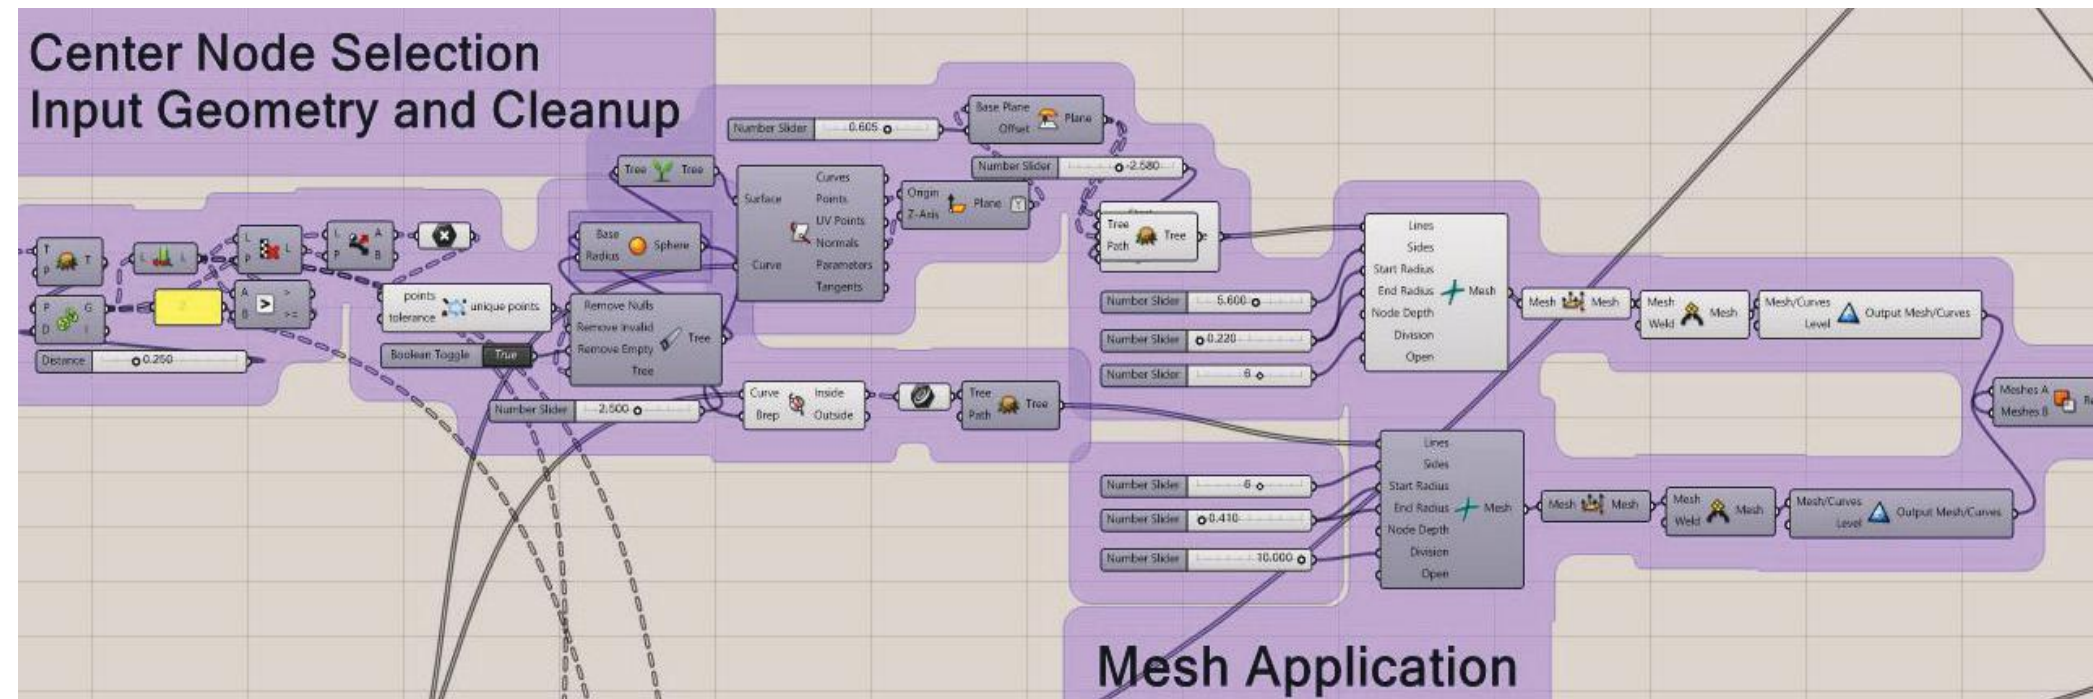 Center Node Selection
Input Geometry and Cleanup
Number Slider 0.605
Base Plane
Offset
Plane
Number Slider -2.580
Tree Tree
Surface
Curve
Curves
Points
UV Points
Normals
Parameters
Tangents
Origin
Z-Axis
Plane
Tree
Path
Tree
T
P
T
L L
L
P
L
L
P
A
B
Base
Radius
Sphere
P
D
G
I
A
B
>
>
>=
points
tolerance
unique points
Distance 0.250
Boolean Toggle True
Remove Nulls
Remove Invalid
Remove Empty
Tree
Tree
Number Slider 2.500
Curve
Brep
Inside
Outside
Tree
Path
Tree
Number Slider 5.600
Number Slider 0.220
Number Slider 6
Lines
Sides
Start Radius
End Radius
Node Depth
Division
Open
Mesh
Mesh Mesh
Mesh
Weld
Mesh
Mesh/Curves
Level
Output Mesh/Curves
Meshes A
Meshes B
Number Slider 6
Number Slider 0.410
Number Slider 10.000
Lines
Sides
Start Radius
End Radius
Node Depth
Division
Open
Mesh
Mesh Mesh
Mesh
Weld
Mesh
Mesh/Curves
Level
Output Mesh/Curves
Mesh Application